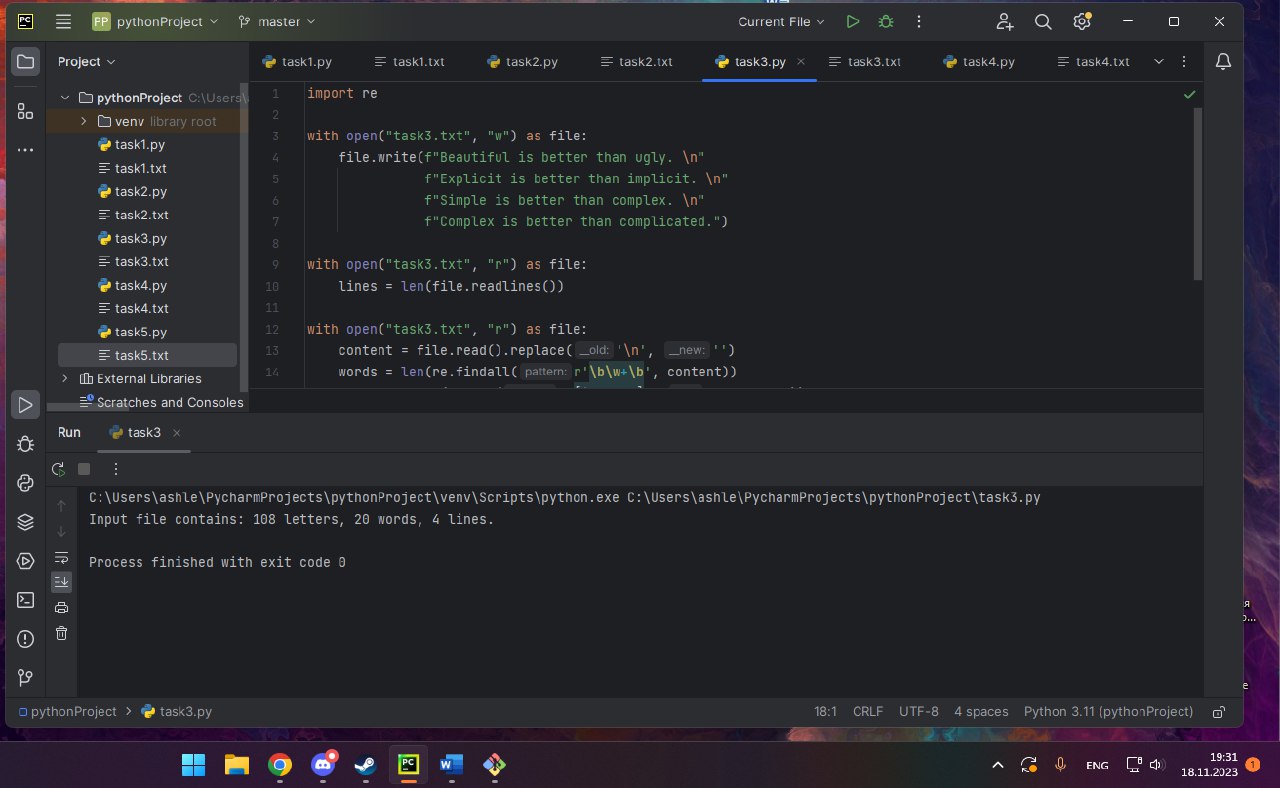 PC
FP pythonProject master Current File
Project
task1.py task1.txt task2.py task2.txt task3.py task3.txt task4.py task4.txt
pythonProject C:\Users\
venv library root
task1.py
task1.txt
task2.py
task2.txt
task3.py
task3.txt
task4.py
task4.txt
task5.py
task5.txt
External Libraries
Scratches and Consoles
1 import re
2
3 with open("task3.txt", "w") as file:
4 file.write(f"Beautiful is better than ugly. \n"
5 f"Explicit is better than implicit. \n"
6 f"Simple is better than complex. \n"
7 f"Complex is better than complicated.")
8
9 with open("task3.txt", "r") as file:
10 lines = len(file.readlines())
11
12 with open("task3.txt", "r") as file:
13 content = file.read().replace( __old: '\n', __new: '')
14 words = len(re.findall( pattern: r'\b\w+\b', content))
Run task3
C:\Users\ashle\PycharmProjects\pythonProject\venv\Scripts\python.exe C:\Users\ashle\PycharmProjects\pythonProject\task3.py
Input file contains: 108 letters, 20 words, 4 lines.
Process finished with exit code 0
pythonProject > task3.py
18:1 CRLF UTF-8 4 spaces Python 3.11 (pythonProject)
PC
W
ENG
19:31
18.11.2023
1